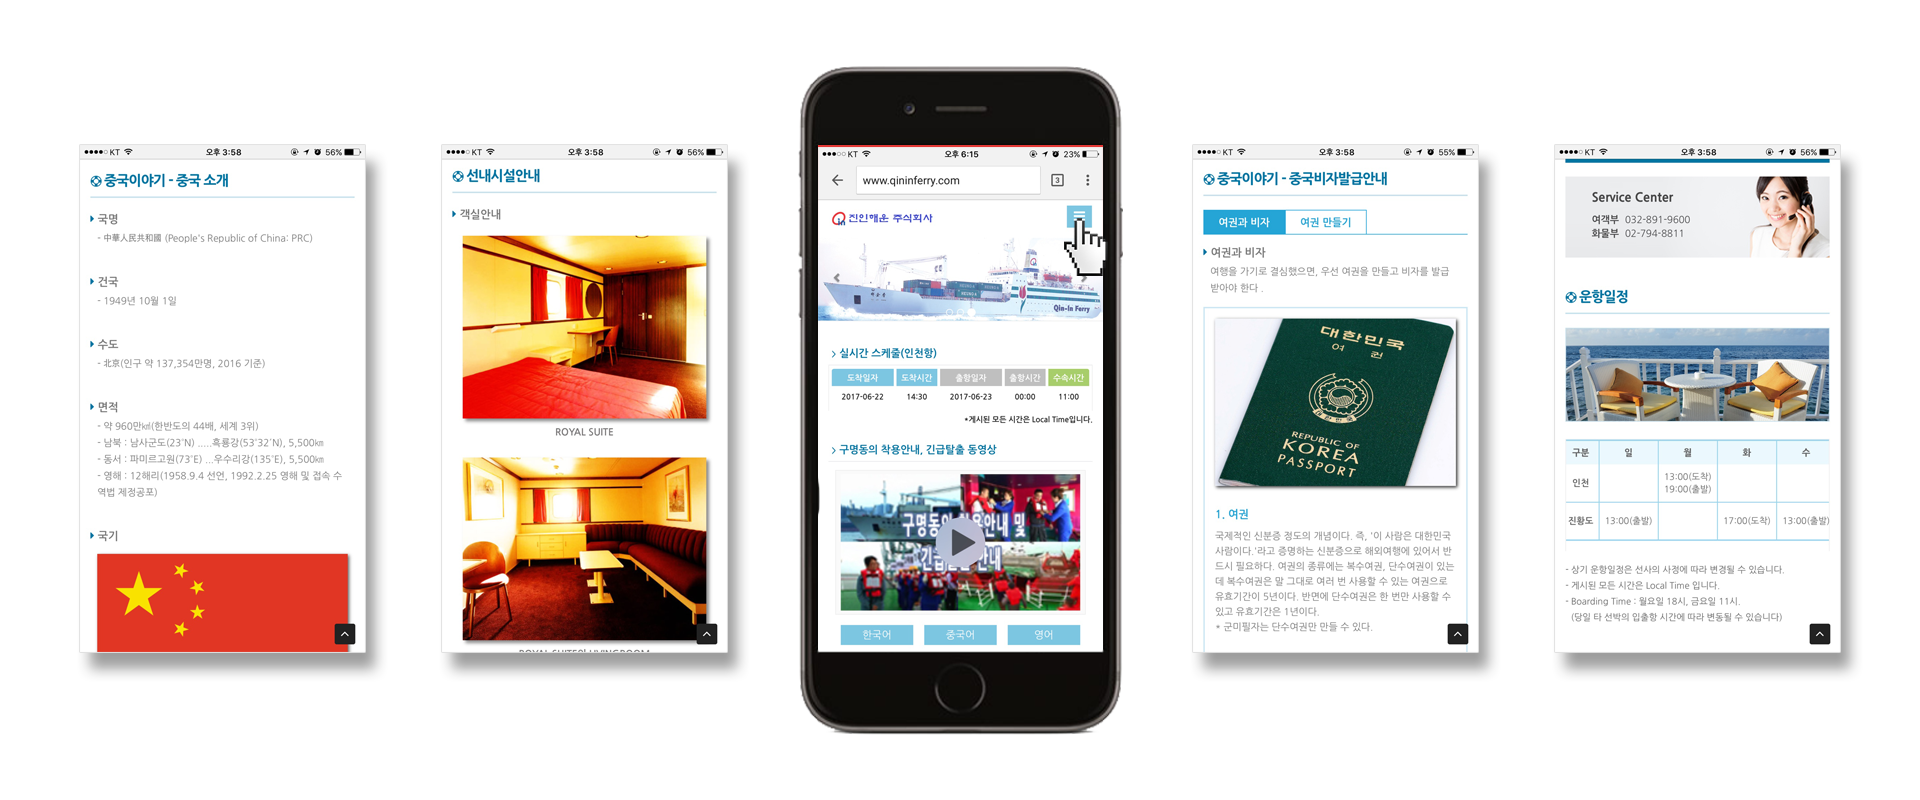 ●●●●○ KT
오후 3:58
56%
중국이야기 - 중국 소개
국명
- 中華人民共和國 (People's Republic of China: PRC)
건국
- 1949년 10월 1일
수도
- 北京(인구 약 137,354만명, 2016 기준)
면적
- 약 960만㎢(한반도의 44배, 세계 3위)
- 남북 : 남사군도(23˚N) .....흑룡강(53˚32´N), 5,500㎞
- 동서 : 파미르고원(73˚E) ...우수리강(135˚E), 5,500㎞
- 영해 : 12해리(1958.9.4 선언, 1992.2.25 영해 및 접속 수
역법 제정공포)
국기
●●●●○ KT
오후 3:58
56%
선내시설안내
객실안내
ROYAL SUITE
ROYAL SUITE의 LIVINGROOM
●●●○○ KT
오후 6:15
23%
www.qininferry.com
3
진인해운 주식회사
Qin-in Ferry
실시간 스케줄(인천항)
도착일자 도착시간 출항일자 출항시간 수속시간
2017-06-22 14:30 2017-06-23 00:00 11:00
*게시된 모든 시간은 Local Time입니다.
구명동의 착용안내, 긴급탈출 동영상
구명동의 착용안내 및
긴급탈출안내
한국어 중국어 영어
●●●●○ KT
오후 3:58
55%
중국이야기 - 중국비자발급안내
여권과 비자 여권 만들기
여권과 비자
여행을 가기로 결심했으면, 우선 여권을 만들고 비자를 발급
받아야 한다 .
대한민국
여 권
REPUBLIC OF
KOREA
PASSPORT
1. 여권
국제적인 신분증 정도의 개념이다. 즉, '이 사람은 대한민국
사람이다.'라고 증명하는 신분증으로 해외여행에 있어서 반
드시 필요하다. 여권의 종류에는 복수여권, 단수여권이 있는
데 복수여권은 말 그대로 여러 번 사용할 수 있는 여권으로
유효기간이 5년이다. 반면에 단수여권은 한 번만 사용할 수
있고 유효기간은 1년이다.
* 군미필자는 단수여권만 만들 수 있다.
●●●●○ KT
오후 3:58
56%
Service Center
여객부 032-891-9600
화물부 02-794-8811
운항일정
구분 일 월 화 수
인천 13:00(도착)
19:00(출발)
진황도 13:00(출발) 17:00(도착) 13:00(출발)
- 상기 운항일정은 선사의 사정에 따라 변경될 수 있습니다.
- 게시된 모든 시간은 Local Time 입니다.
- Boarding Time : 월요일 18시, 금요일 11시.
(당일 타 선박의 입출항 시간에 따라 변동될 수 있습니다)